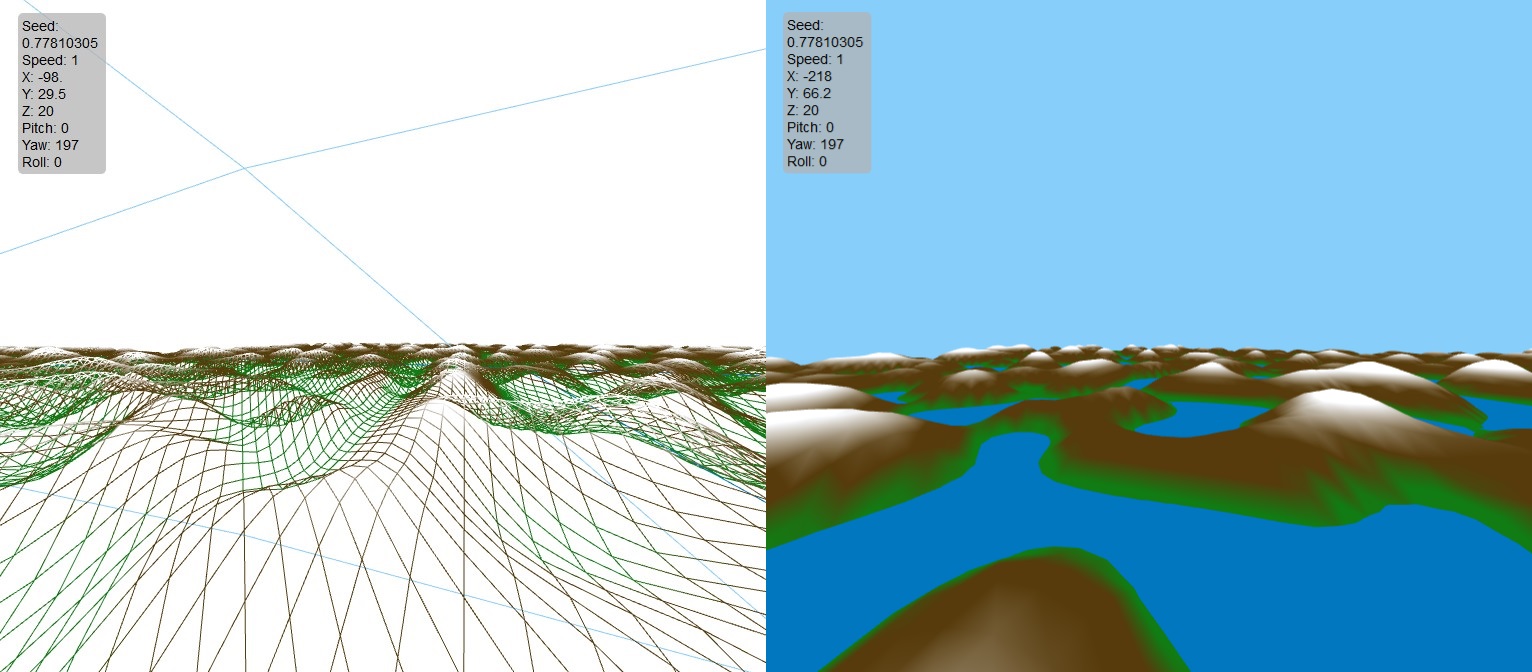 Seed:
0.77810305
Speed: 1
X: -98.
Y: 29.5
Z: 20
Pitch: 0
Yaw: 197
Roll: 0
Seed:
0.77810305
Speed: 1
X: -218
Y: 66.2
Z: 20
Pitch: 0
Yaw: 197
Roll: 0